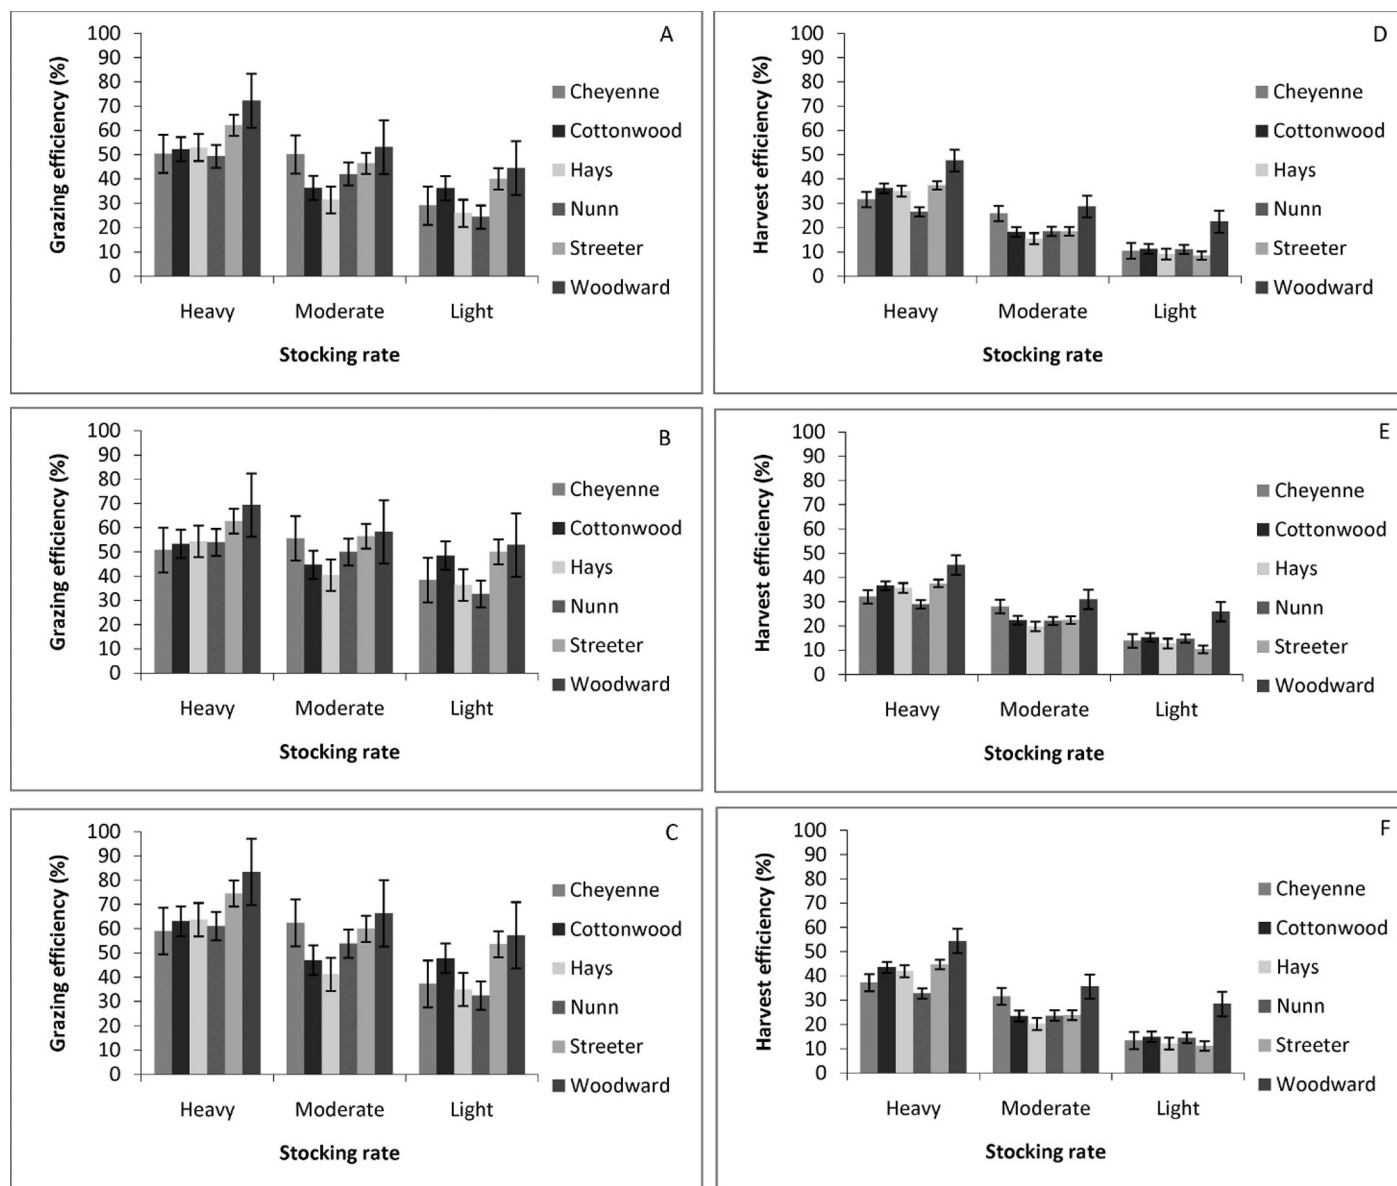 A
Grazing efficiency (%)
100
90
80
70
60
50
40
30
20
10
0
Heavy Moderate Light
Stocking rate
Cheyenne
Cottonwood
Hays
Nunn
Streeter
Woodward
D
Harvest efficiency (%)
100
90
80
70
60
50
40
30
20
10
0
Heavy Moderate Light
Stocking rate
Cheyenne
Cottonwood
Hays
Nunn
Streeter
Woodward
B
Grazing efficiency (%)
100
90
80
70
60
50
40
30
20
10
0
Heavy Moderate Light
Stocking rate
Cheyenne
Cottonwood
Hays
Nunn
Streeter
Woodward
E
Harvest efficiency (%)
100
90
80
70
60
50
40
30
20
10
0
Heavy Moderate Light
Stocking rate
Cheyenne
Cottonwood
Hays
Nunn
Streeter
Woodward
C
Grazing efficiency (%)
100
90
80
70
60
50
40
30
20
10
0
Heavy Moderate Light
Stocking rate
Cheyenne
Cottonwood
Hays
Nunn
Streeter
Woodward
F
Harvest efficiency (%)
100
90
80
70
60
50
40
30
20
10
0
Heavy Moderate Light
Stocking rate
Cheyenne
Cottonwood
Hays
Nunn
Streeter
Woodward